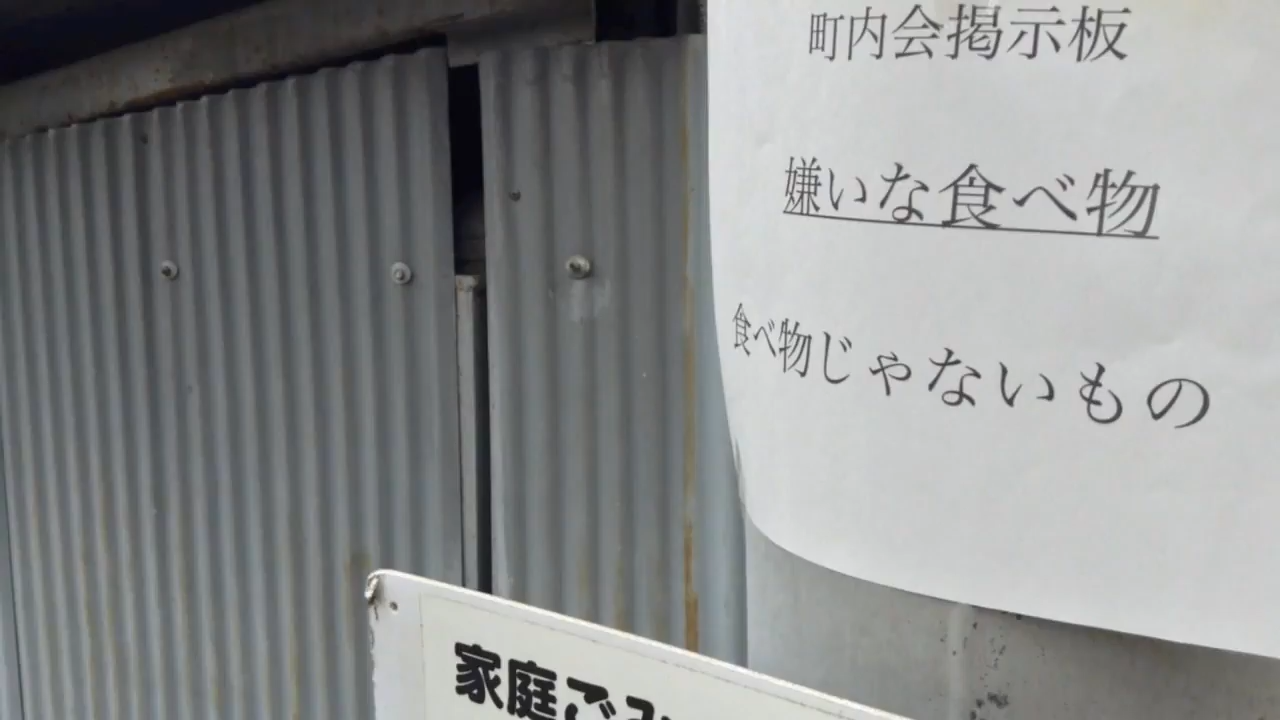 町内会掲示板
嫌いな食べ物
食べ物じゃないもの
家庭ごみ